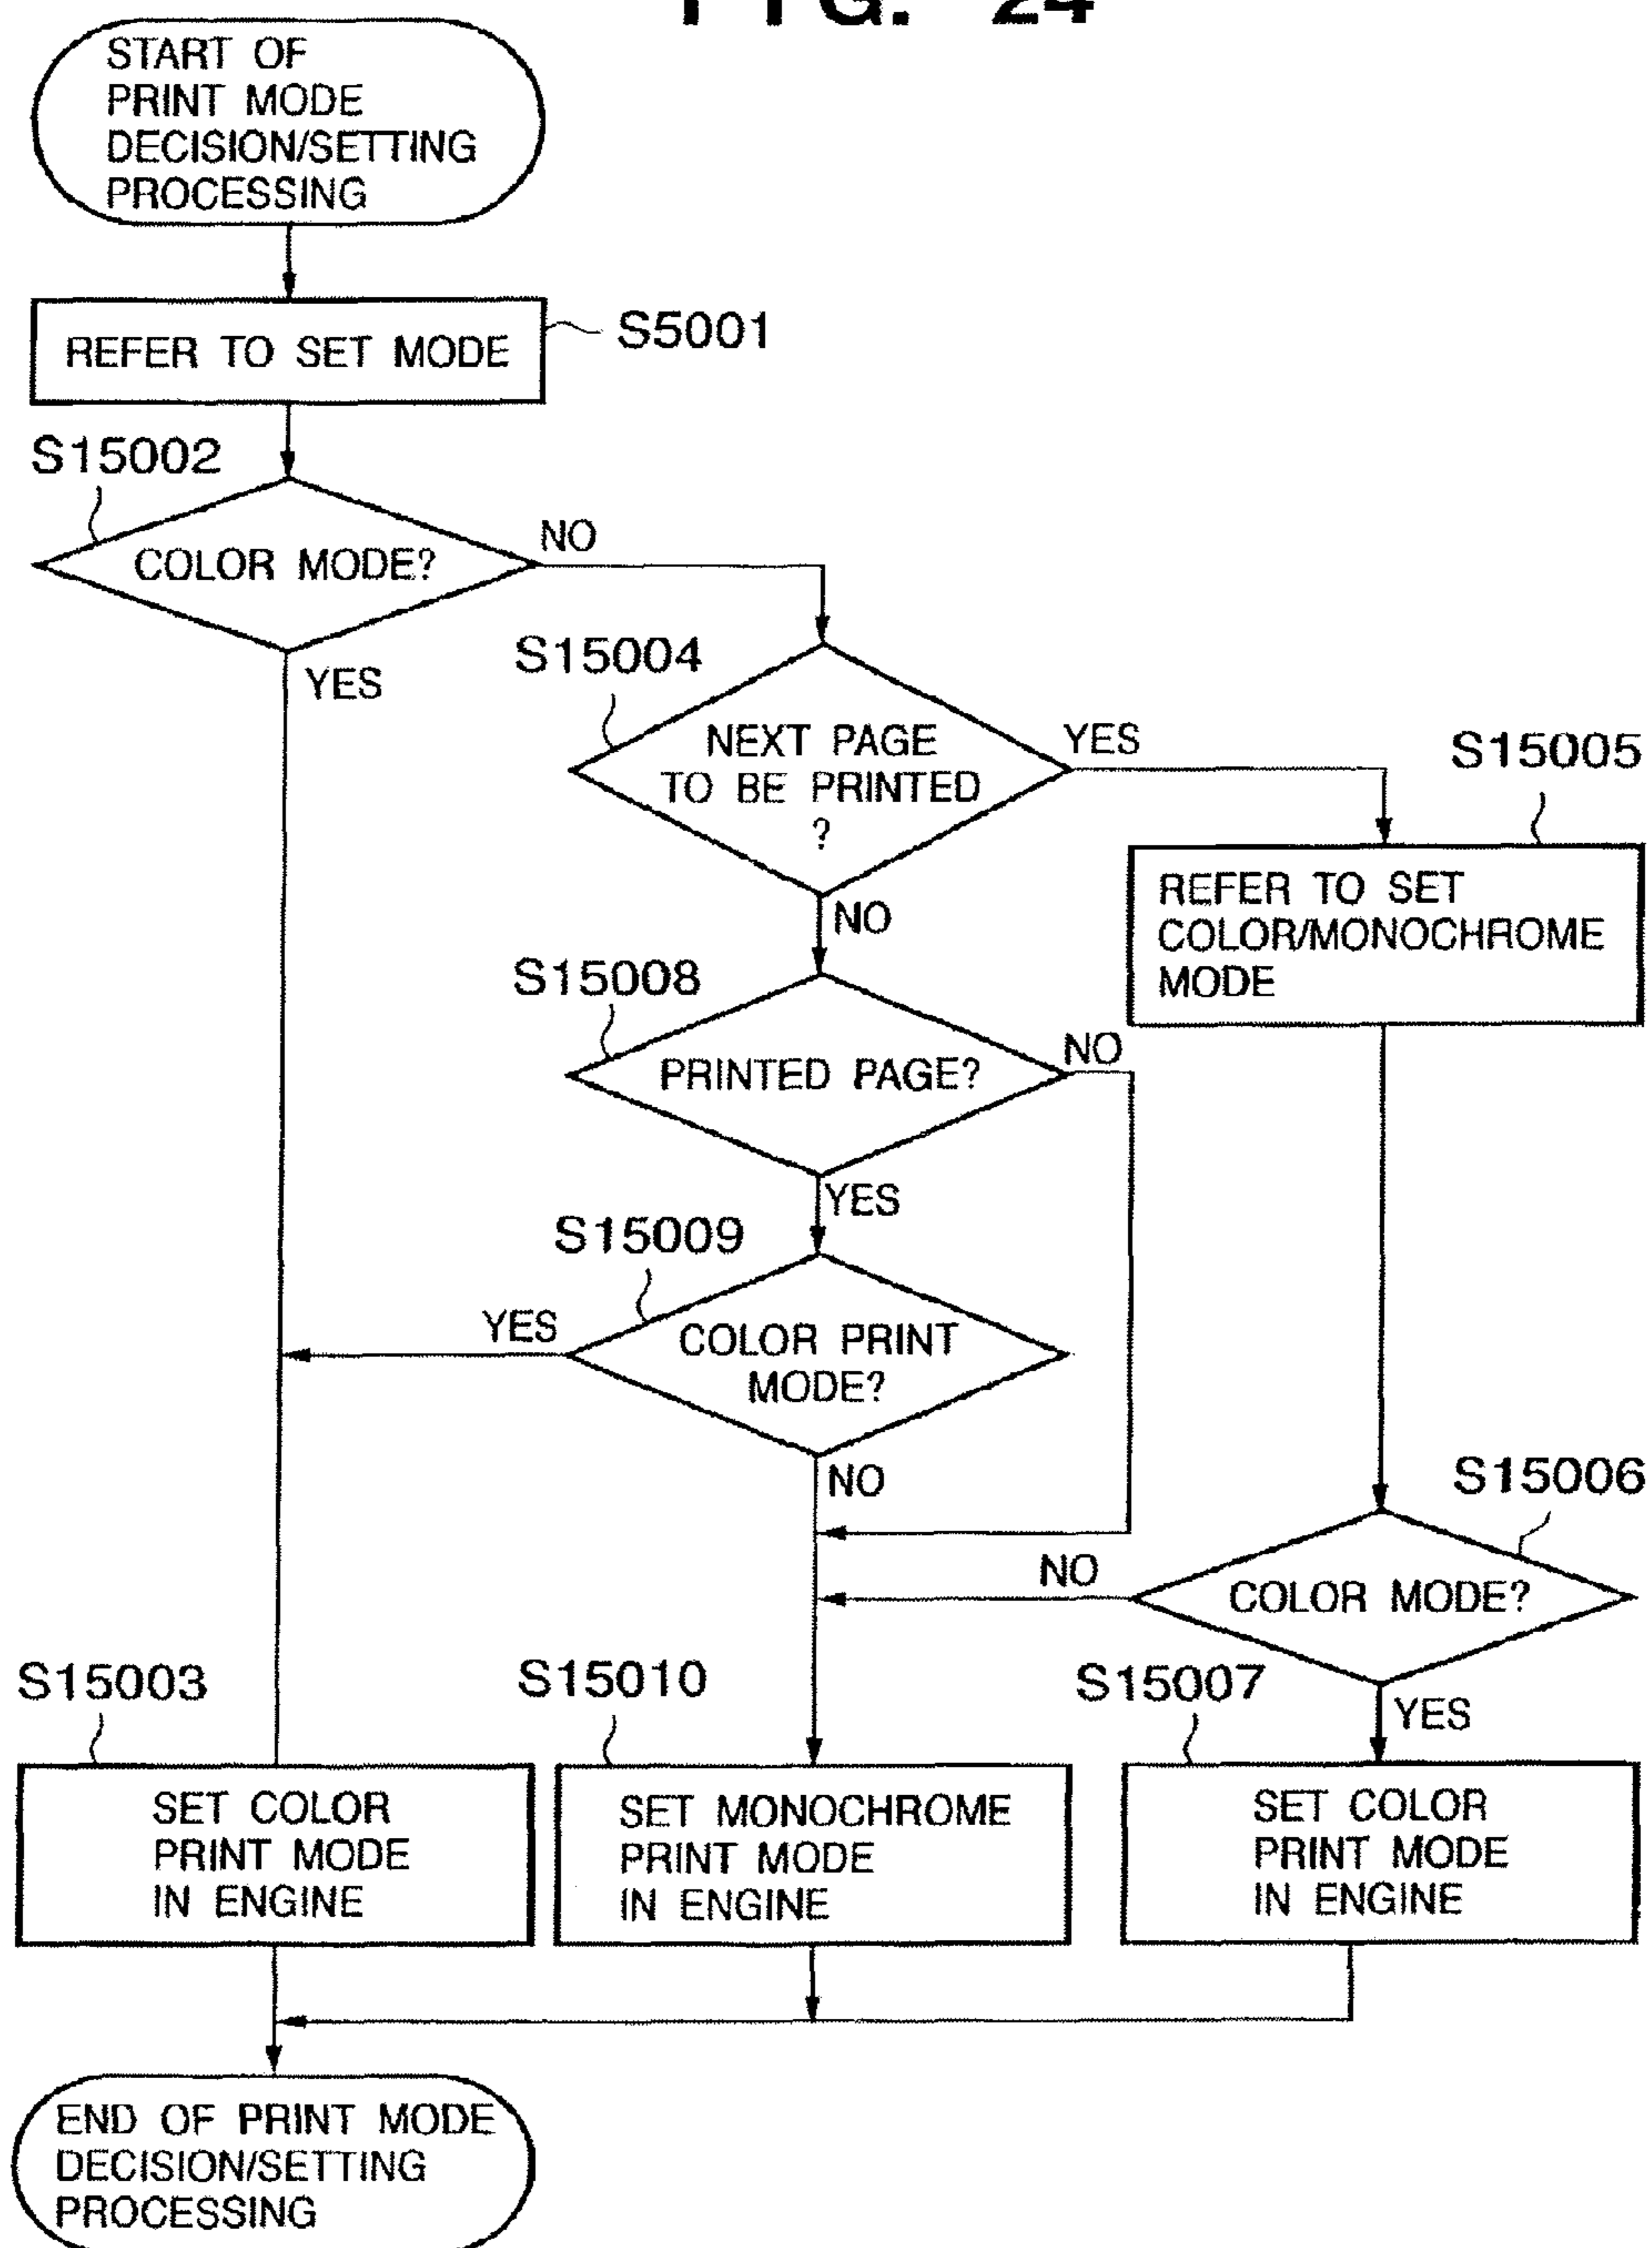 FIG. 24
START OF
PRINT MODE
DECISION/SETTING
PROCESSING
REFER TO SET MODE
S5001
S15002
COLOR MODE?
NO
YES
S15004
NEXT PAGE
TO BE PRINTED
?
YES
NO
S15005
REFER TO SET
COLOR/MONOCHROME
MODE
S15008
PRINTED PAGE?
NO
YES
S15009
COLOR PRINT
MODE?
YES
NO
S15006
COLOR MODE?
NO
YES
S15003
SET COLOR
PRINT MODE
IN ENGINE
S15010
SET MONOCHROME
PRINT MODE
IN ENGINE
S15007
SET COLOR
PRINT MODE
IN ENGINE
END OF PRINT MODE
DECISION/SETTING
PROCESSING